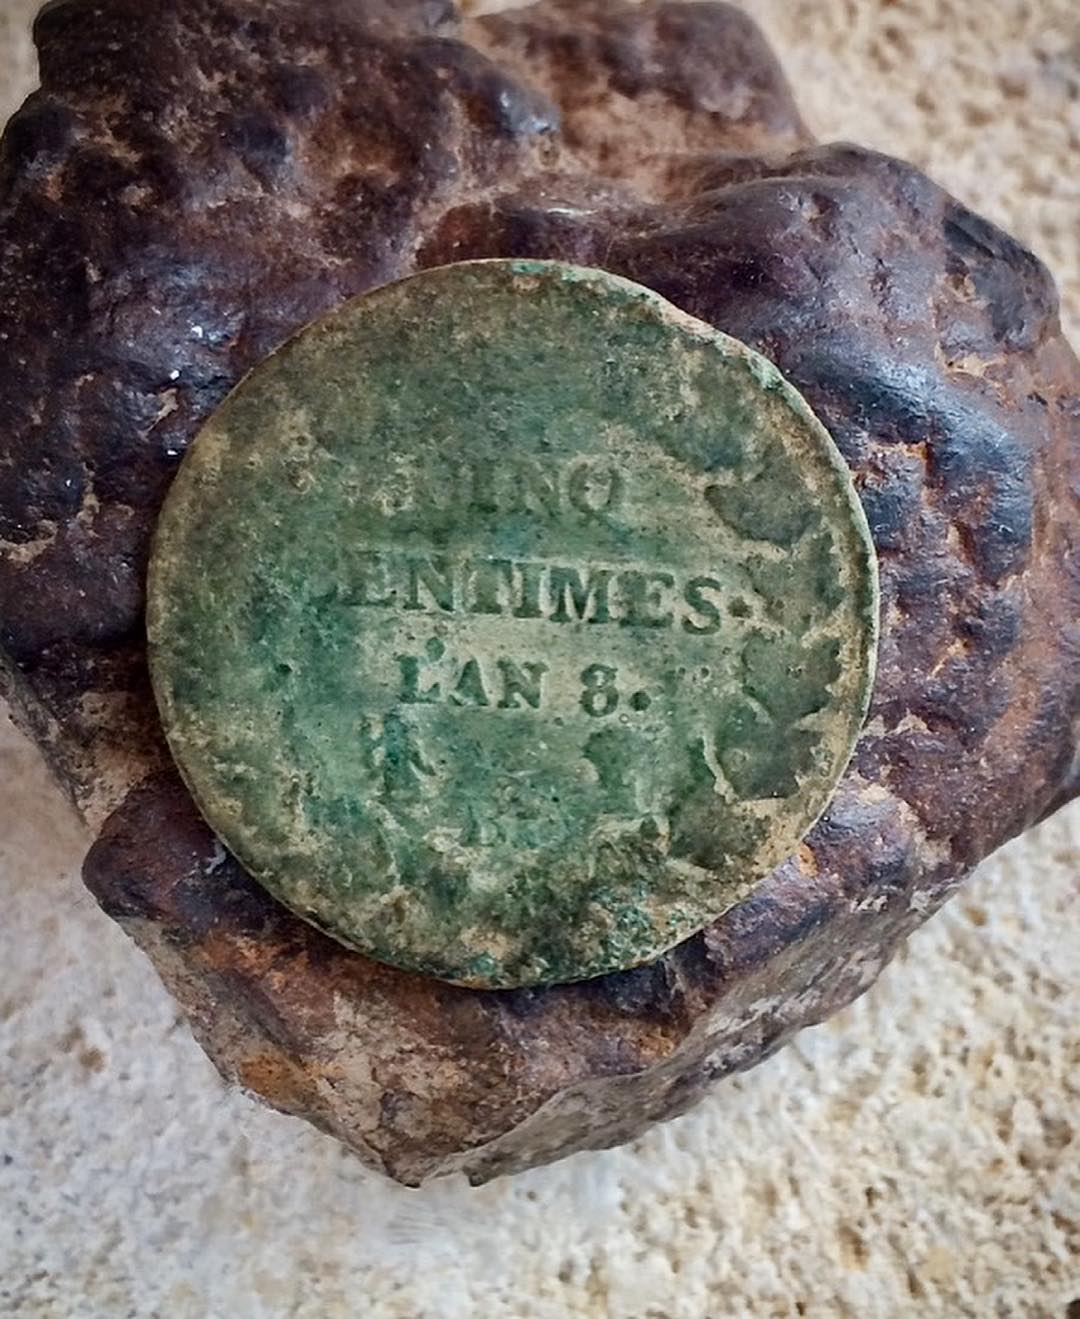 CINQ
CENTIMES.
L'AN 8.